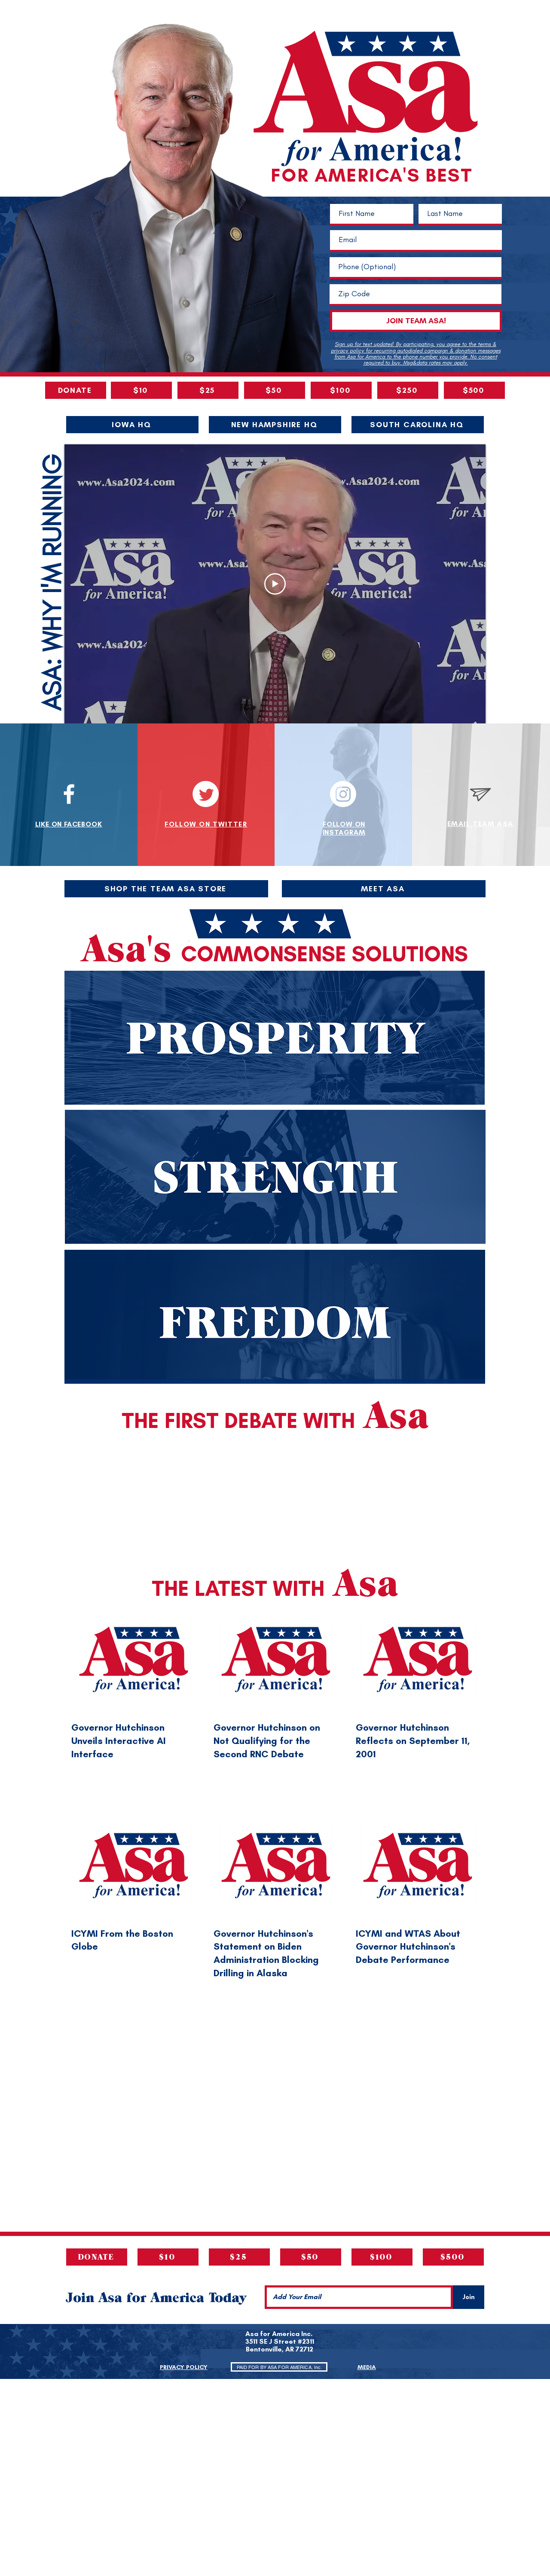 Asa
for America!
FOR AMERICA'S BEST
First Name
Last Name
Email
Phone (Optional)
Zip Code
JOIN TEAM ASA!
Sign up for text updated! By participating, you agree to the terms &
privacy policy for recurring autodialed campaign & donation messages
from Asa for America to the phone number you provide. No consent
required to buy. Msg&data rates may apply.
DONATE
$10
$25
$50
$100
$250
$500
IOWA HQ
NEW HAMPSHIRE HQ
SOUTH CAROLINA HQ
ASA: WHY I'M RUNNING
www.Asa2024.com
Asa
for America!
LIKE ON FACEBOOK
FOLLOW ON TWITTER
FOLLOW ON
INSTAGRAM
EMAIL TEAM ASA
SHOP THE TEAM ASA STORE
MEET ASA
Asa's COMMONSENSE SOLUTIONS
PROSPERITY
STRENGTH
FREEDOM
THE FIRST DEBATE WITH Asa
THE LATEST WITH Asa
Asa
for America!
Asa
for America!
Asa
for America!
Governor Hutchinson
Unveils Interactive AI
Interface
Governor Hutchinson on
Not Qualifying for the
Second RNC Debate
Governor Hutchinson
Reflects on September 11,
2001
Asa
for America!
Asa
for America!
Asa
for America!
ICYMI From the Boston
Globe
Governor Hutchinson's
Statement on Biden
Administration Blocking
Drilling in Alaska
ICYMI and WTAS About
Governor Hutchinson's
Debate Performance
DONATE
$10
$25
$50
$100
$500
Join Asa for America Today
Add Your Email
Join
Asa for America Inc.
3511 SE J Street #2311
Bentonville, AR 72712
PRIVACY POLICY
PAID FOR BY ASA FOR AMERICA, Inc.
MEDIA